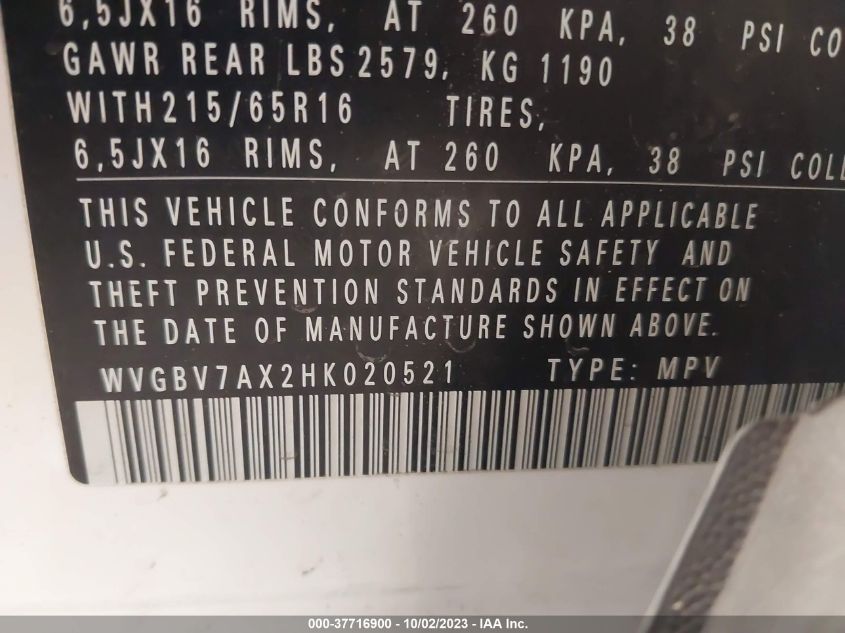 6,5JX16 RIMS, AT 260 KPA, 38 PSI CO
GAWR REAR LBS 2579, KG 1190
WITH215/65R16 TIRES,
6,5JX16 RIMS, AT 260 KPA, 38 PSI COLL
THIS VEHICLE CONFORMS TO ALL APPLICABLE
U.S. FEDERAL MOTOR VEHICLE SAFETY AND
THEFT PREVENTION STANDARDS IN EFFECT ON
THE DATE OF MANUFACTURE SHOWN ABOVE.
WVGBV7AX2HK020521 TYPE: MPV
000-37716900 - 10/02/2023 - IAA Inc.